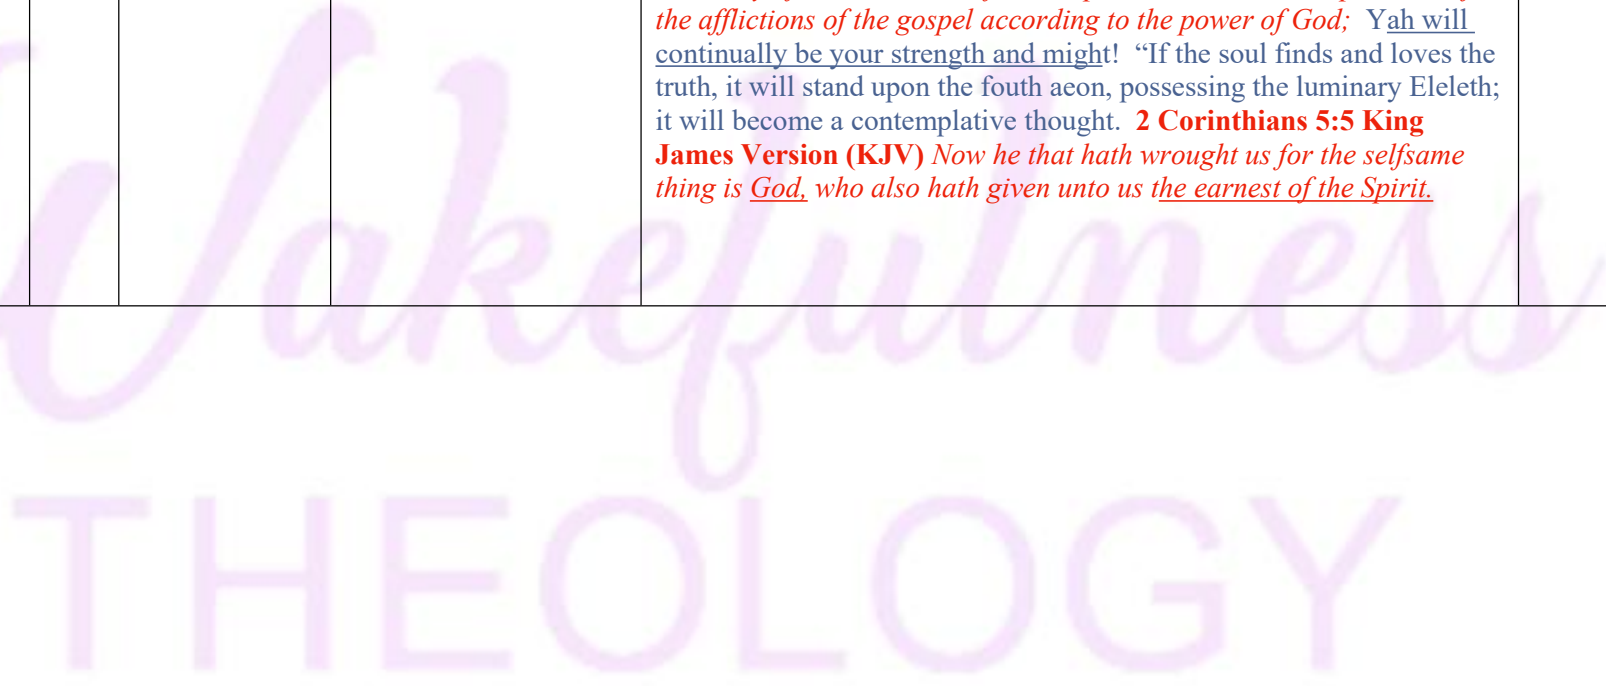 the afflictions of the gospel according to the power of God; Yah will
continually be your strength and might! “If the soul finds and loves the
truth, it will stand upon the fouth aeon, possessing the luminary Eleleth;
it will become a contemplative thought. 2 Corinthians 5:5 King
James Version (KJV) Now he that hath wrought us for the selfsame
thing is God, who also hath given unto us the earnest of the Spirit.
Wakefulness
THEOLOGY